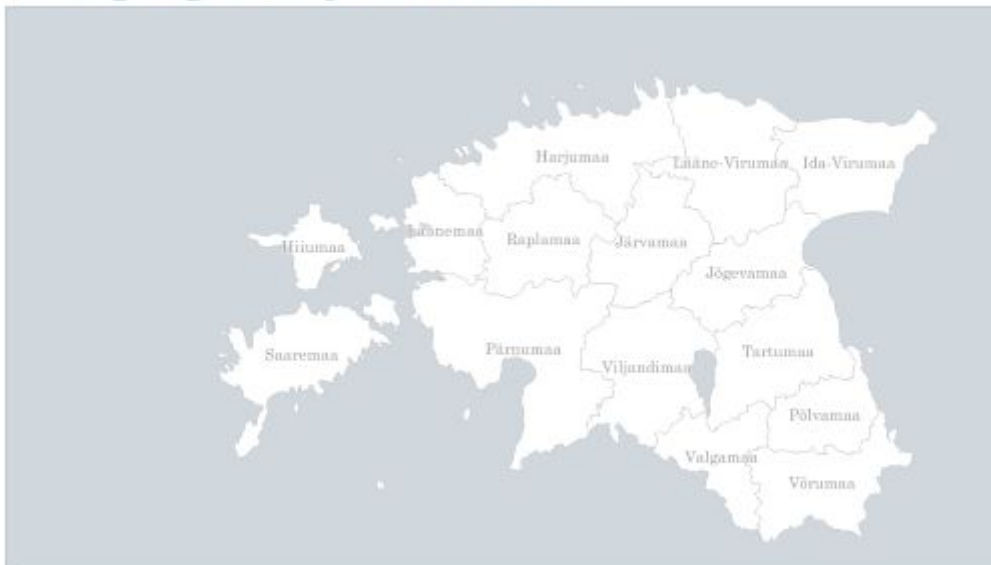 Harjumaa
Lääne-Virumaa
Ida-Virumaa
Läänemaa
Hiiumaa
Raplamaa
Järvamaa
Jõgevamaa
Saaremaa
Pärnumaa
Viljandimaa
Tartumaa
Põlvamaa
Valgamaa
Võrumaa